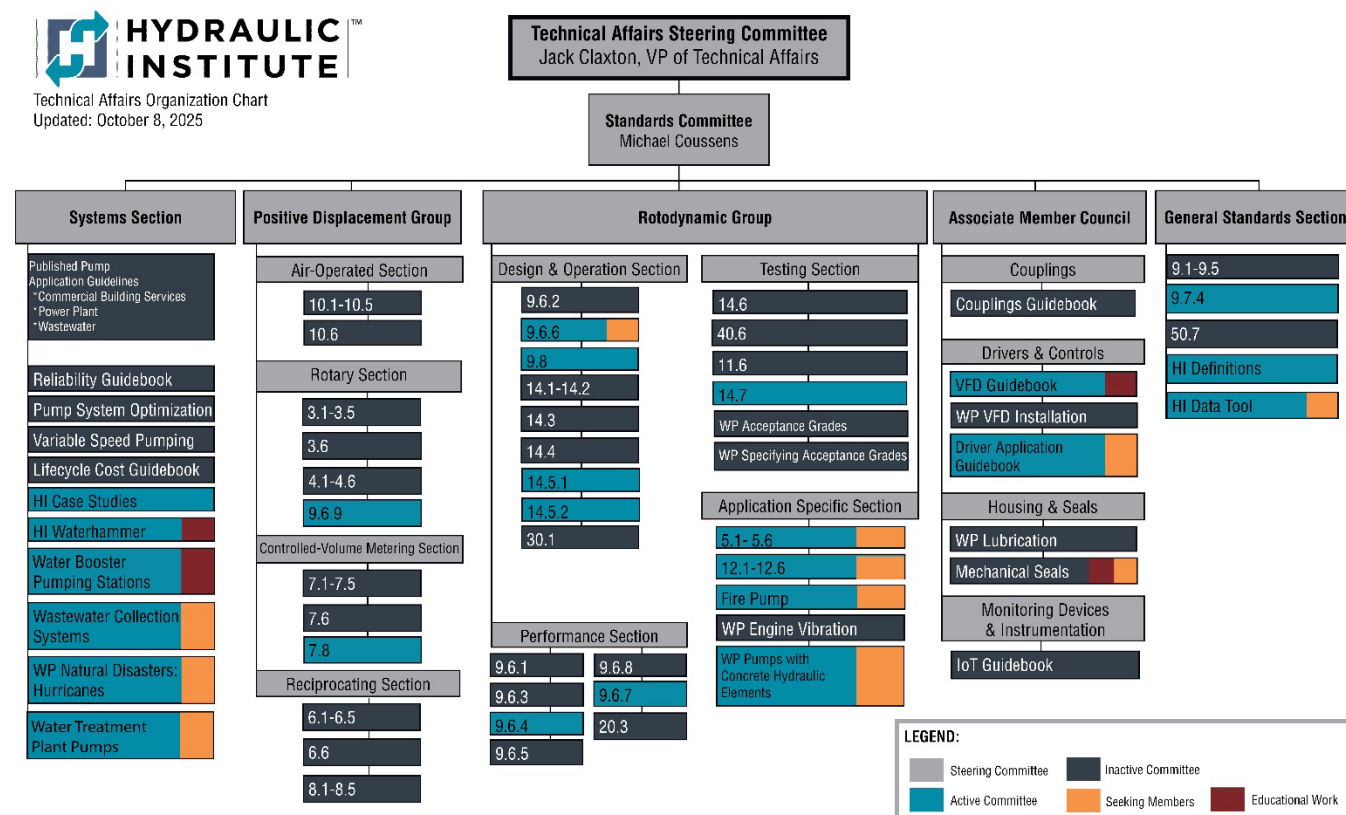 HYDRAULIC
INSTITUTE
TM
Technical Affairs Organization Chart
Updated: October 8, 2025
Technical Affairs Steering Committee
Jack Claxton, VP of Technical Affairs
Standards Committee
Michael Coussens
Systems Section
Published Pump
Application Guidelines
*Commercial Building Services
*Power Plant
*Wastewater
Reliability Guidebook
Pump System Optimization
Variable Speed Pumping
Lifecycle Cost Guidebook
HI Case Studies
HI Waterhammer
Water Booster
Pumping Stations
Wastewater Collection
Systems
WP Natural Disasters:
Hurricanes
Water Treatment
Plant Pumps
Positive Displacement Group
Air-Operated Section
10.1-10.5
10.6
Rotary Section
3.1-3.5
3.6
4.1-4.6
9.6.9
Controlled-Volume Metering Section
7.1-7.5
7.6
7.8
Reciprocating Section
6.1-6.5
6.6
8.1-8.5
Rotodynamic Group
Design & Operation Section
9.6.2
9.6.6
9.8
14.1-14.2
14.3
14.4
14.5.1
14.5.2
30.1
Performance Section
9.6.1
9.6.3
9.6.4
9.6.5
9.6.8
9.6.7
20.3
Testing Section
14.6
40.6
11.6
14.7
WP Acceptance Grades
WP Specifying Acceptance Grades
Application Specific Section
5.1- 5.6
12.1-12.6
Fire Pump
WP Engine Vibration
WP Pumps with
Concrete Hydraulic
Elements
Associate Member Council
Couplings
Couplings Guidebook
Drivers & Controls
VFD Guidebook
WP VFD Installation
Driver Application
Guidebook
Housing & Seals
WP Lubrication
Mechanical Seals
Monitoring Devices
& Instrumentation
IoT Guidebook
General Standards Section
9.1-9.5
9.7.4
50.7
HI Definitions
HI Data Tool
LEGEND:
Steering Committee
Inactive Committee
Active Committee
Seeking Members
Educational Work